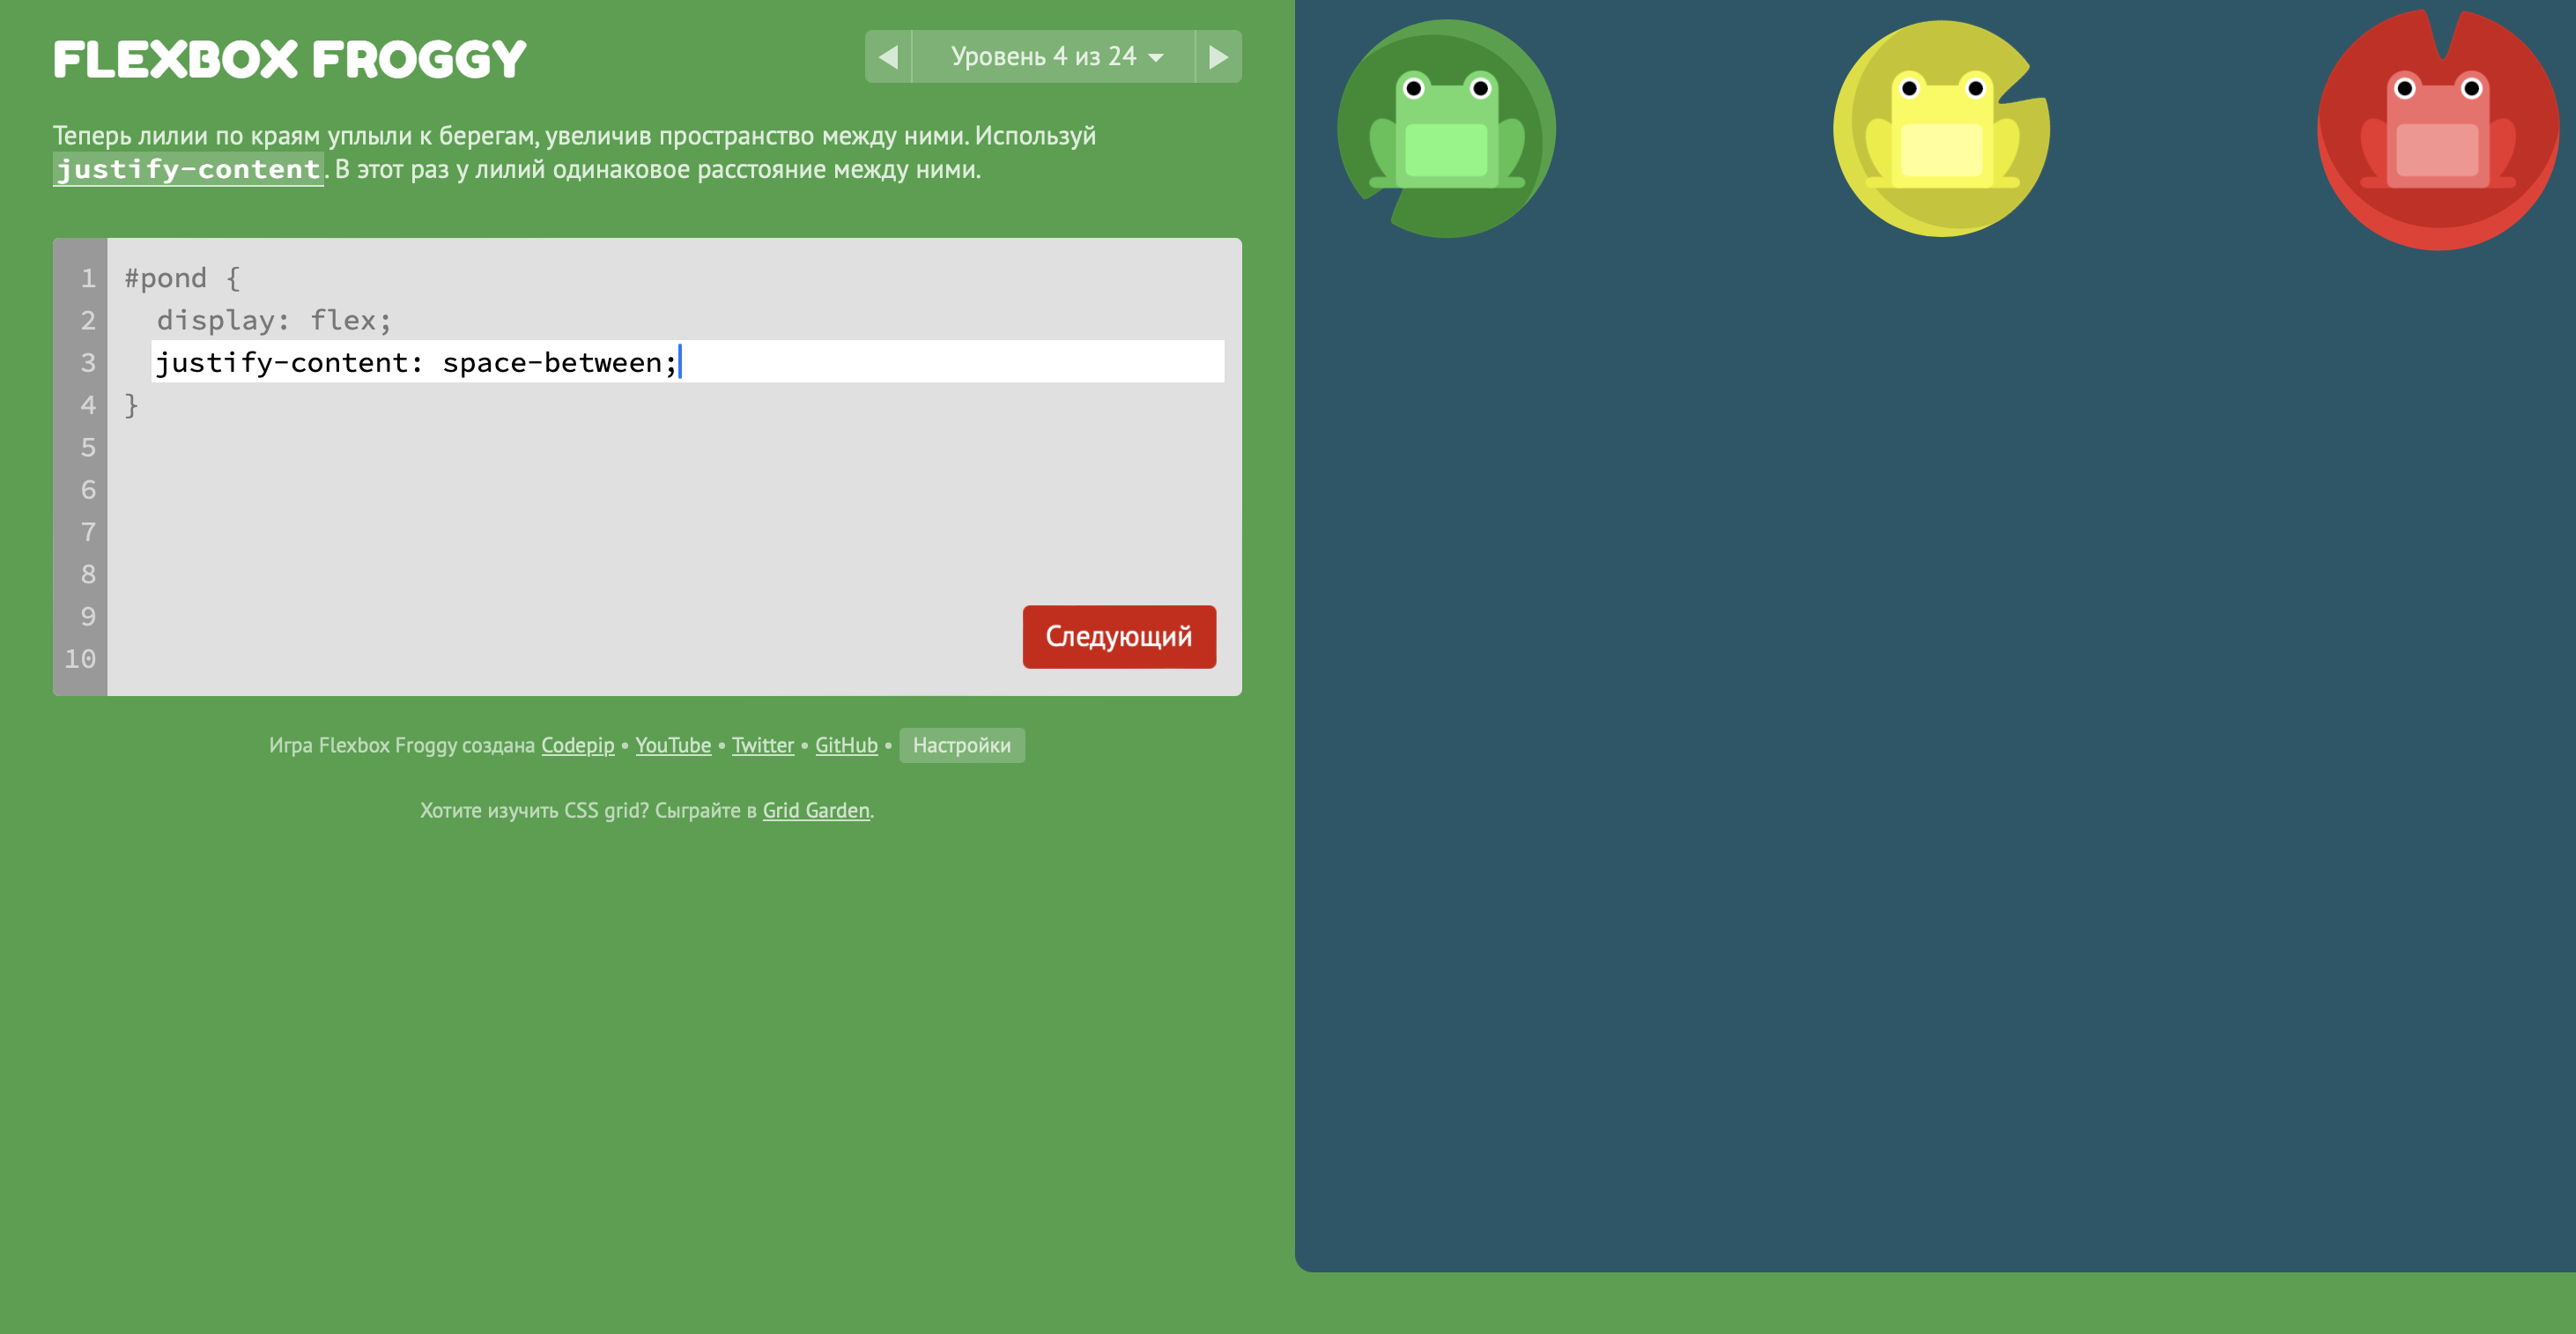 FLEXBOX FROGGY
Уровень 4 из 24
Теперь лилии по краям уплыли к берегам, увеличив пространство между ними. Используй
justify-content. В этот раз у лилий одинаковое расстояние между ними.
1 #pond {
2 display: flex;
3 justify-content: space-between;
4 }
5
6
7
8
9
10
Следующий
Игра Flexbox Froggy создана Codepip • YouTube • Twitter • GitHub • Настройки
Хотите изучить CSS grid? Сыграйте в Grid Garden.